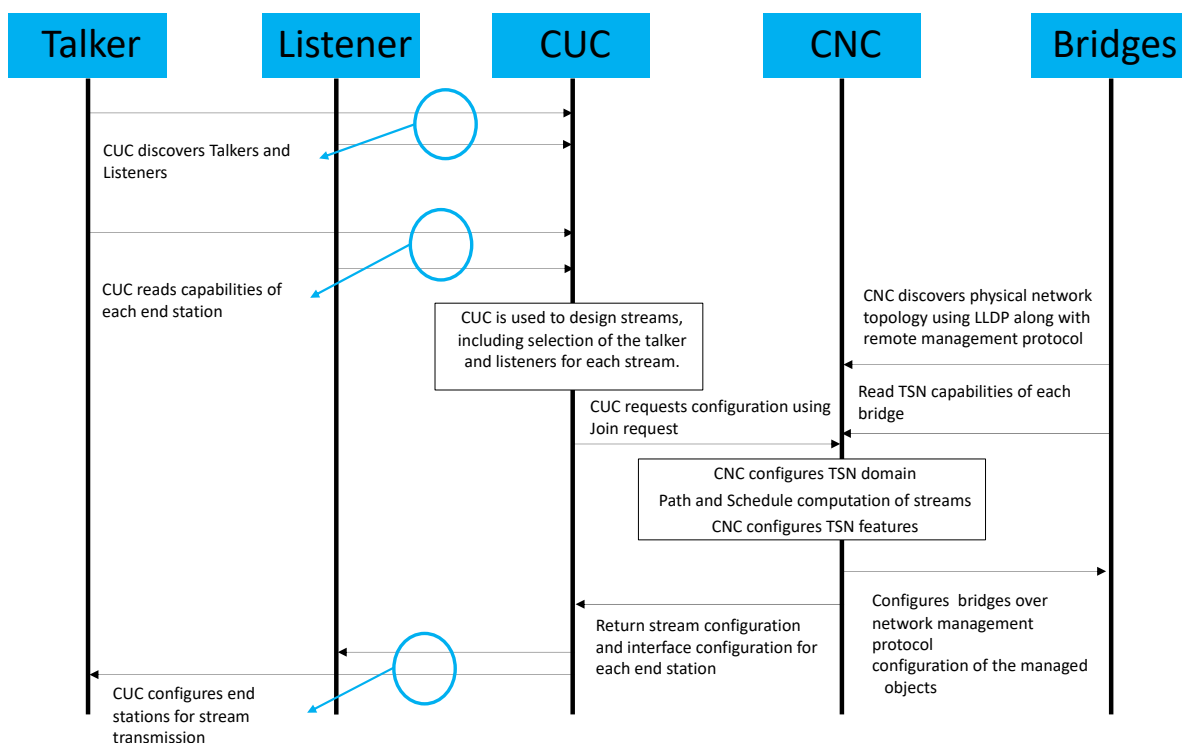 Talker
Listener
CUC
CNC
Bridges
CUC discovers Talkers and
Listeners
CUC reads capabilities of
each end station
CUC is used to design streams,
including selection of the talker
and listeners for each stream.
CNC discovers physical network
topology using LLDP along with
remote management protocol
Read TSN capabilities of each
bridge
CUC requests configuration using
Join request
CNC configures TSN domain
Path and Schedule computation of streams
CNC configures TSN features
Configures bridges over
network management
protocol
configuration of the managed
objects
Return stream configuration
and interface configuration for
each end station
CUC configures end
stations for stream
transmission